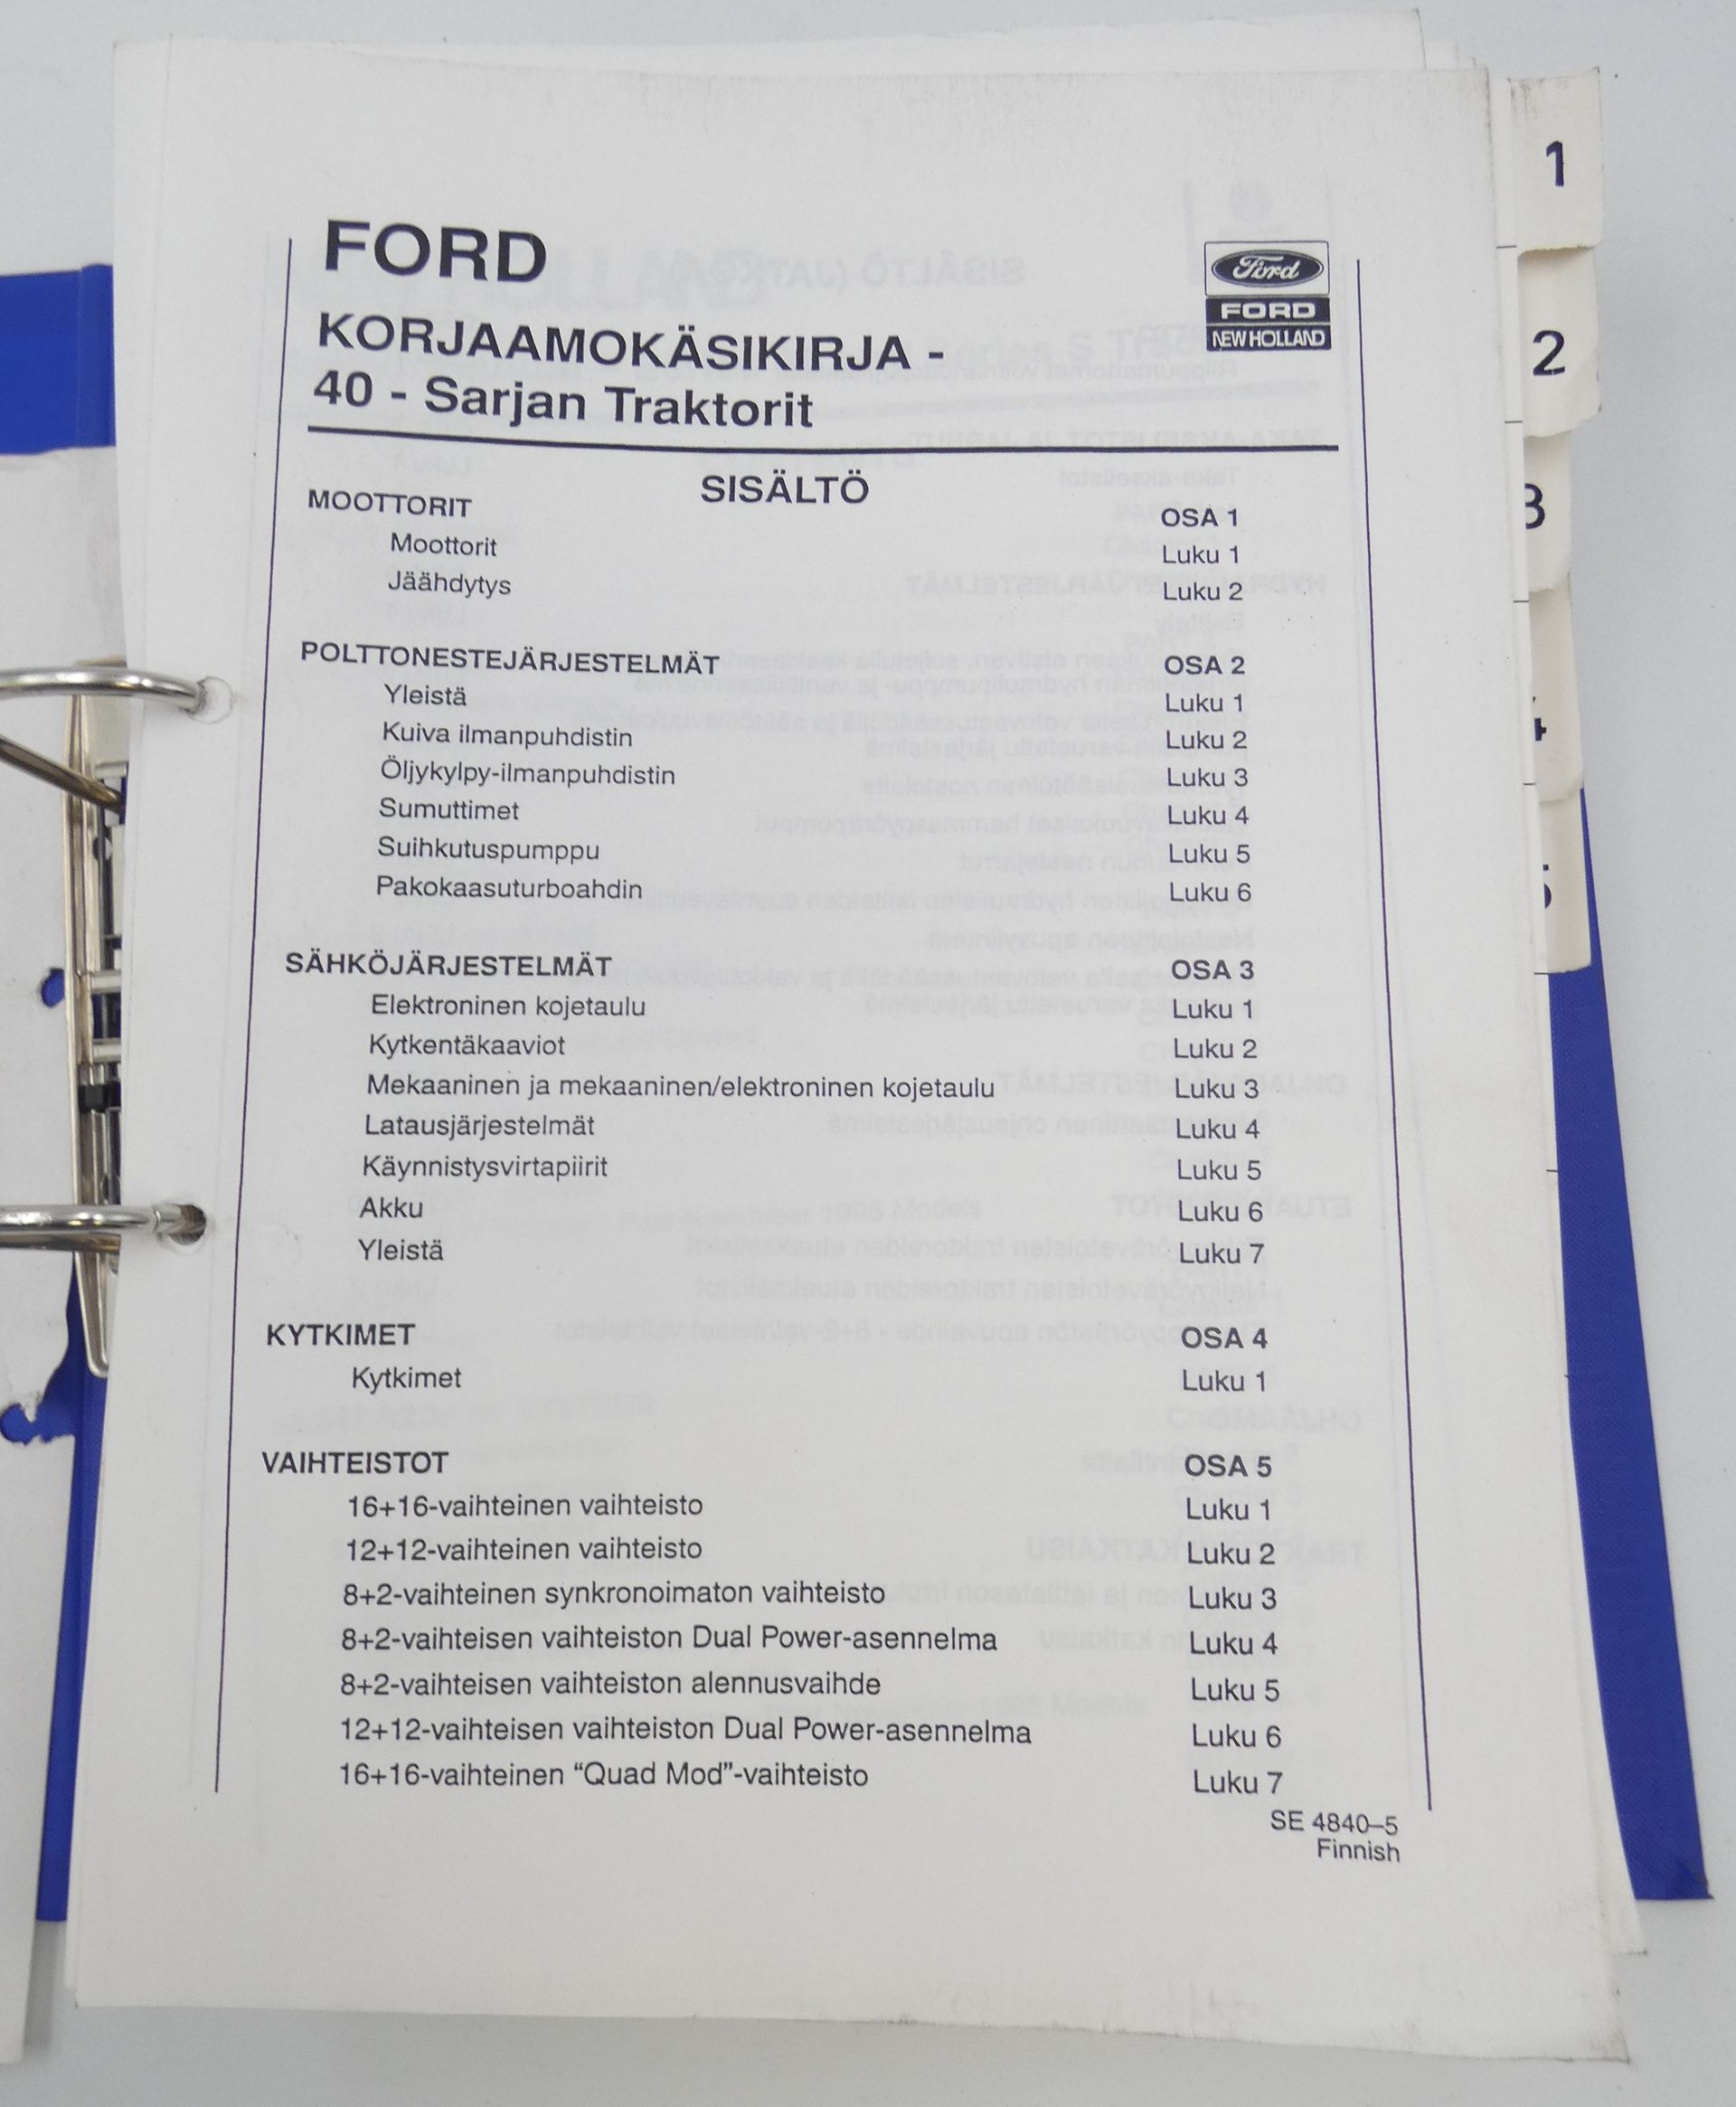 FORD
KORJAAMOKÄSIKIRJA -
40 - Sarjan Traktorit
Ford
FORD
NEW HOLLAND
SISÄLTÖ
MOOTTORIT OSA 1
Moottorit Luku 1
Jäähdytys Luku 2
POLTTONESTEJÄRJESTELMÄT OSA 2
Yleistä Luku 1
Kuiva ilmanpuhdistin Luku 2
Öljykylpy-ilmanpuhdistin Luku 3
Sumuttimet Luku 4
Suihkutuspumppu Luku 5
Pakokaasuturboahdin Luku 6
SÄHKÖJÄRJESTELMÄT OSA 3
Elektroninen kojetaulu Luku 1
Kytkentäkaaviot Luku 2
Mekaaninen ja mekaaninen/elektroninen kojetaulu Luku 3
Latausjärjestelmät Luku 4
Käynnistysvirtapiirit Luku 5
Akku Luku 6
Yleistä Luku 7
KYTKIMET OSA 4
Kytkimet Luku 1
VAIHTEISTOT OSA 5
16+16-vaihteinen vaihteisto Luku 1
12+12-vaihteinen vaihteisto Luku 2
8+2-vaihteinen synkronoimaton vaihteisto Luku 3
8+2-vaihteisen vaihteiston Dual Power-asennelma Luku 4
8+2-vaihteisen vaihteiston alennusvaihde Luku 5
12+12-vaihteisen vaihteiston Dual Power-asennelma Luku 6
16+16-vaihteinen “Quad Mod”-vaihteisto Luku 7
SE 4840–5
Finnish
1
2
3
4
5